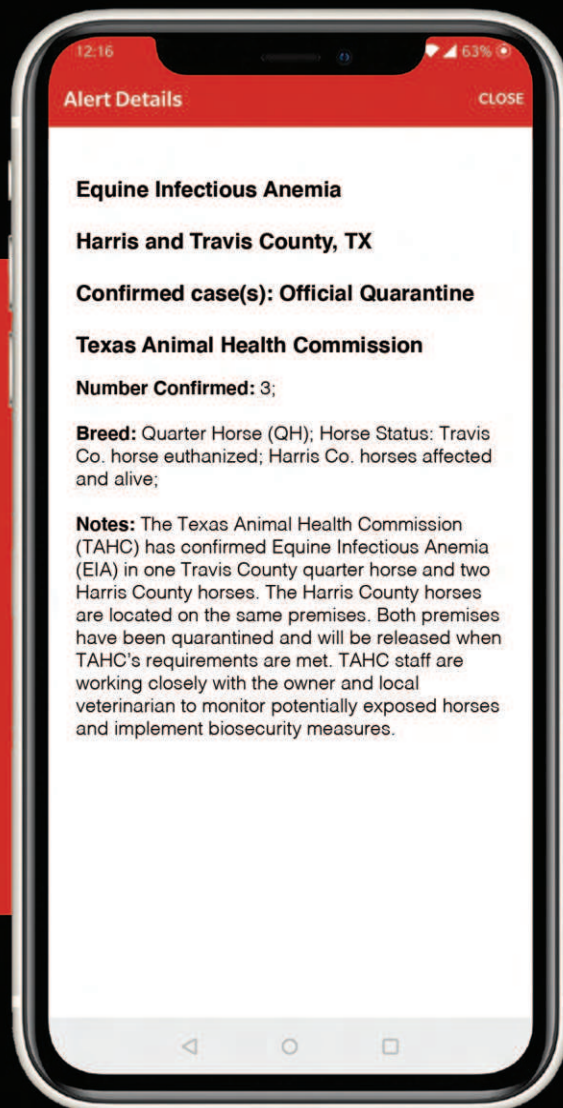 12:16
63%
Alert Details
CLOSE
Equine Infectious Anemia
Harris and Travis County, TX
Confirmed case(s): Official Quarantine
Texas Animal Health Commission
Number Confirmed: 3;
Breed: Quarter Horse (QH); Horse Status: Travis
Co. horse euthanized; Harris Co. horses affected
and alive;
Notes: The Texas Animal Health Commission
(TAHC) has confirmed Equine Infectious Anemia
(EIA) in one Travis County quarter horse and two
Harris County horses. The Harris County horses
are located on the same premises. Both premises
have been quarantined and will be released when
TAHC's requirements are met. TAHC staff are
working closely with the owner and local
veterinarian to monitor potentially exposed horses
and implement biosecurity measures.